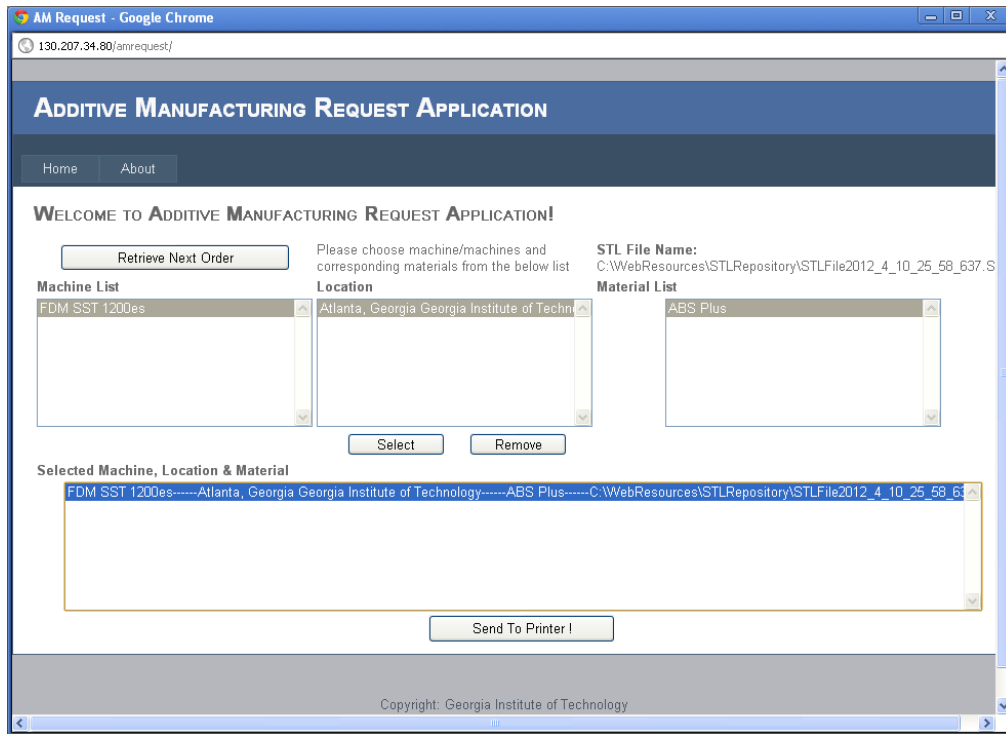 AM Request - Google Chrome
130.207.34.80/amrequest/
ADDITIVE MANUFACTURING REQUEST APPLICATION
Home About
WELCOME TO ADDITIVE MANUFACTURING REQUEST APPLICATION!
Retrieve Next Order
Please choose machine/machines and
corresponding materials from the below list
STL File Name:
C:\WebResources\STLRepository\STLFile2012_4_10_25_58_637.S
Machine List Location Material List
FDM SST 1200es Atlanta, Georgia Georgia Institute of Techn ABS Plus
Select Remove
Selected Machine, Location & Material
FDM SST 1200es------Atlanta, Georgia Georgia Institute of Technology------ABS Plus------C:\WebResources\STLRepository\STLFile2012_4_10_25_58_63
Send To Printer !
Copyright: Georgia Institute of Technology